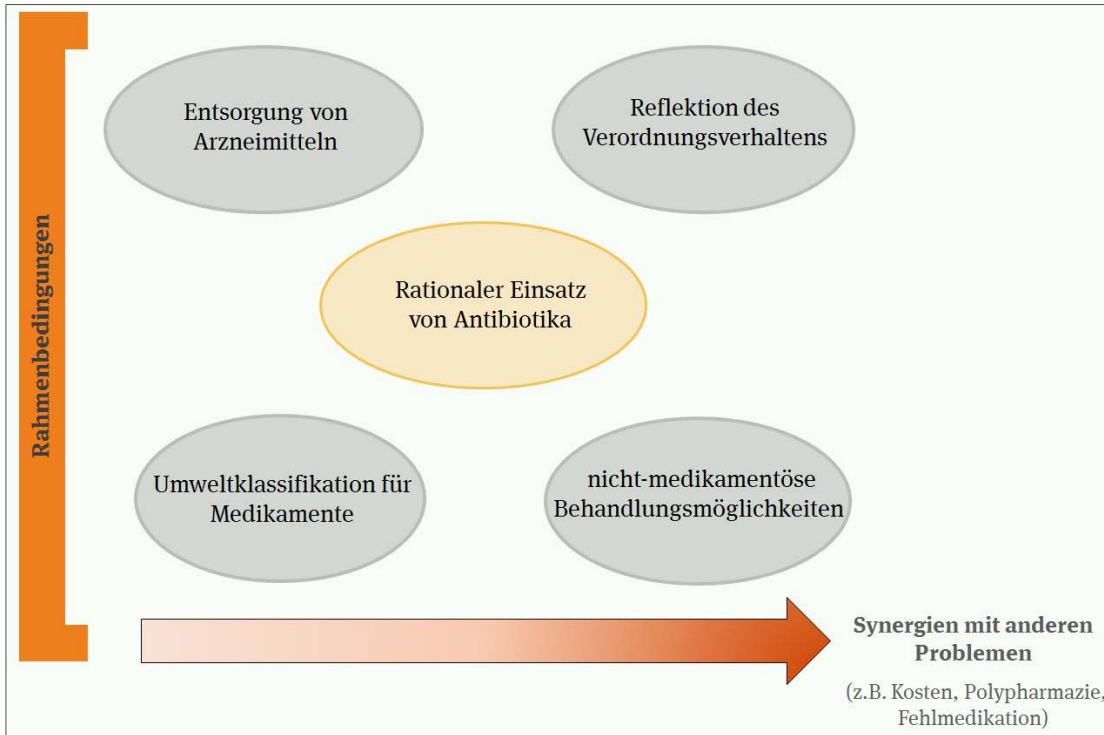 Rahmenbedingungen
Entsorgung von
Arzneimitteln
Reflektion des
Verordnungsverhaltens
Rationaler Einsatz
von Antibiotika
Umweltklassifikation für
Medikamente
nicht-medikamentöse
Behandlungsmöglichkeiten
Synergien mit anderen
Problemen
(z.B. Kosten, Polypharmazie,
Fehlmedikation)